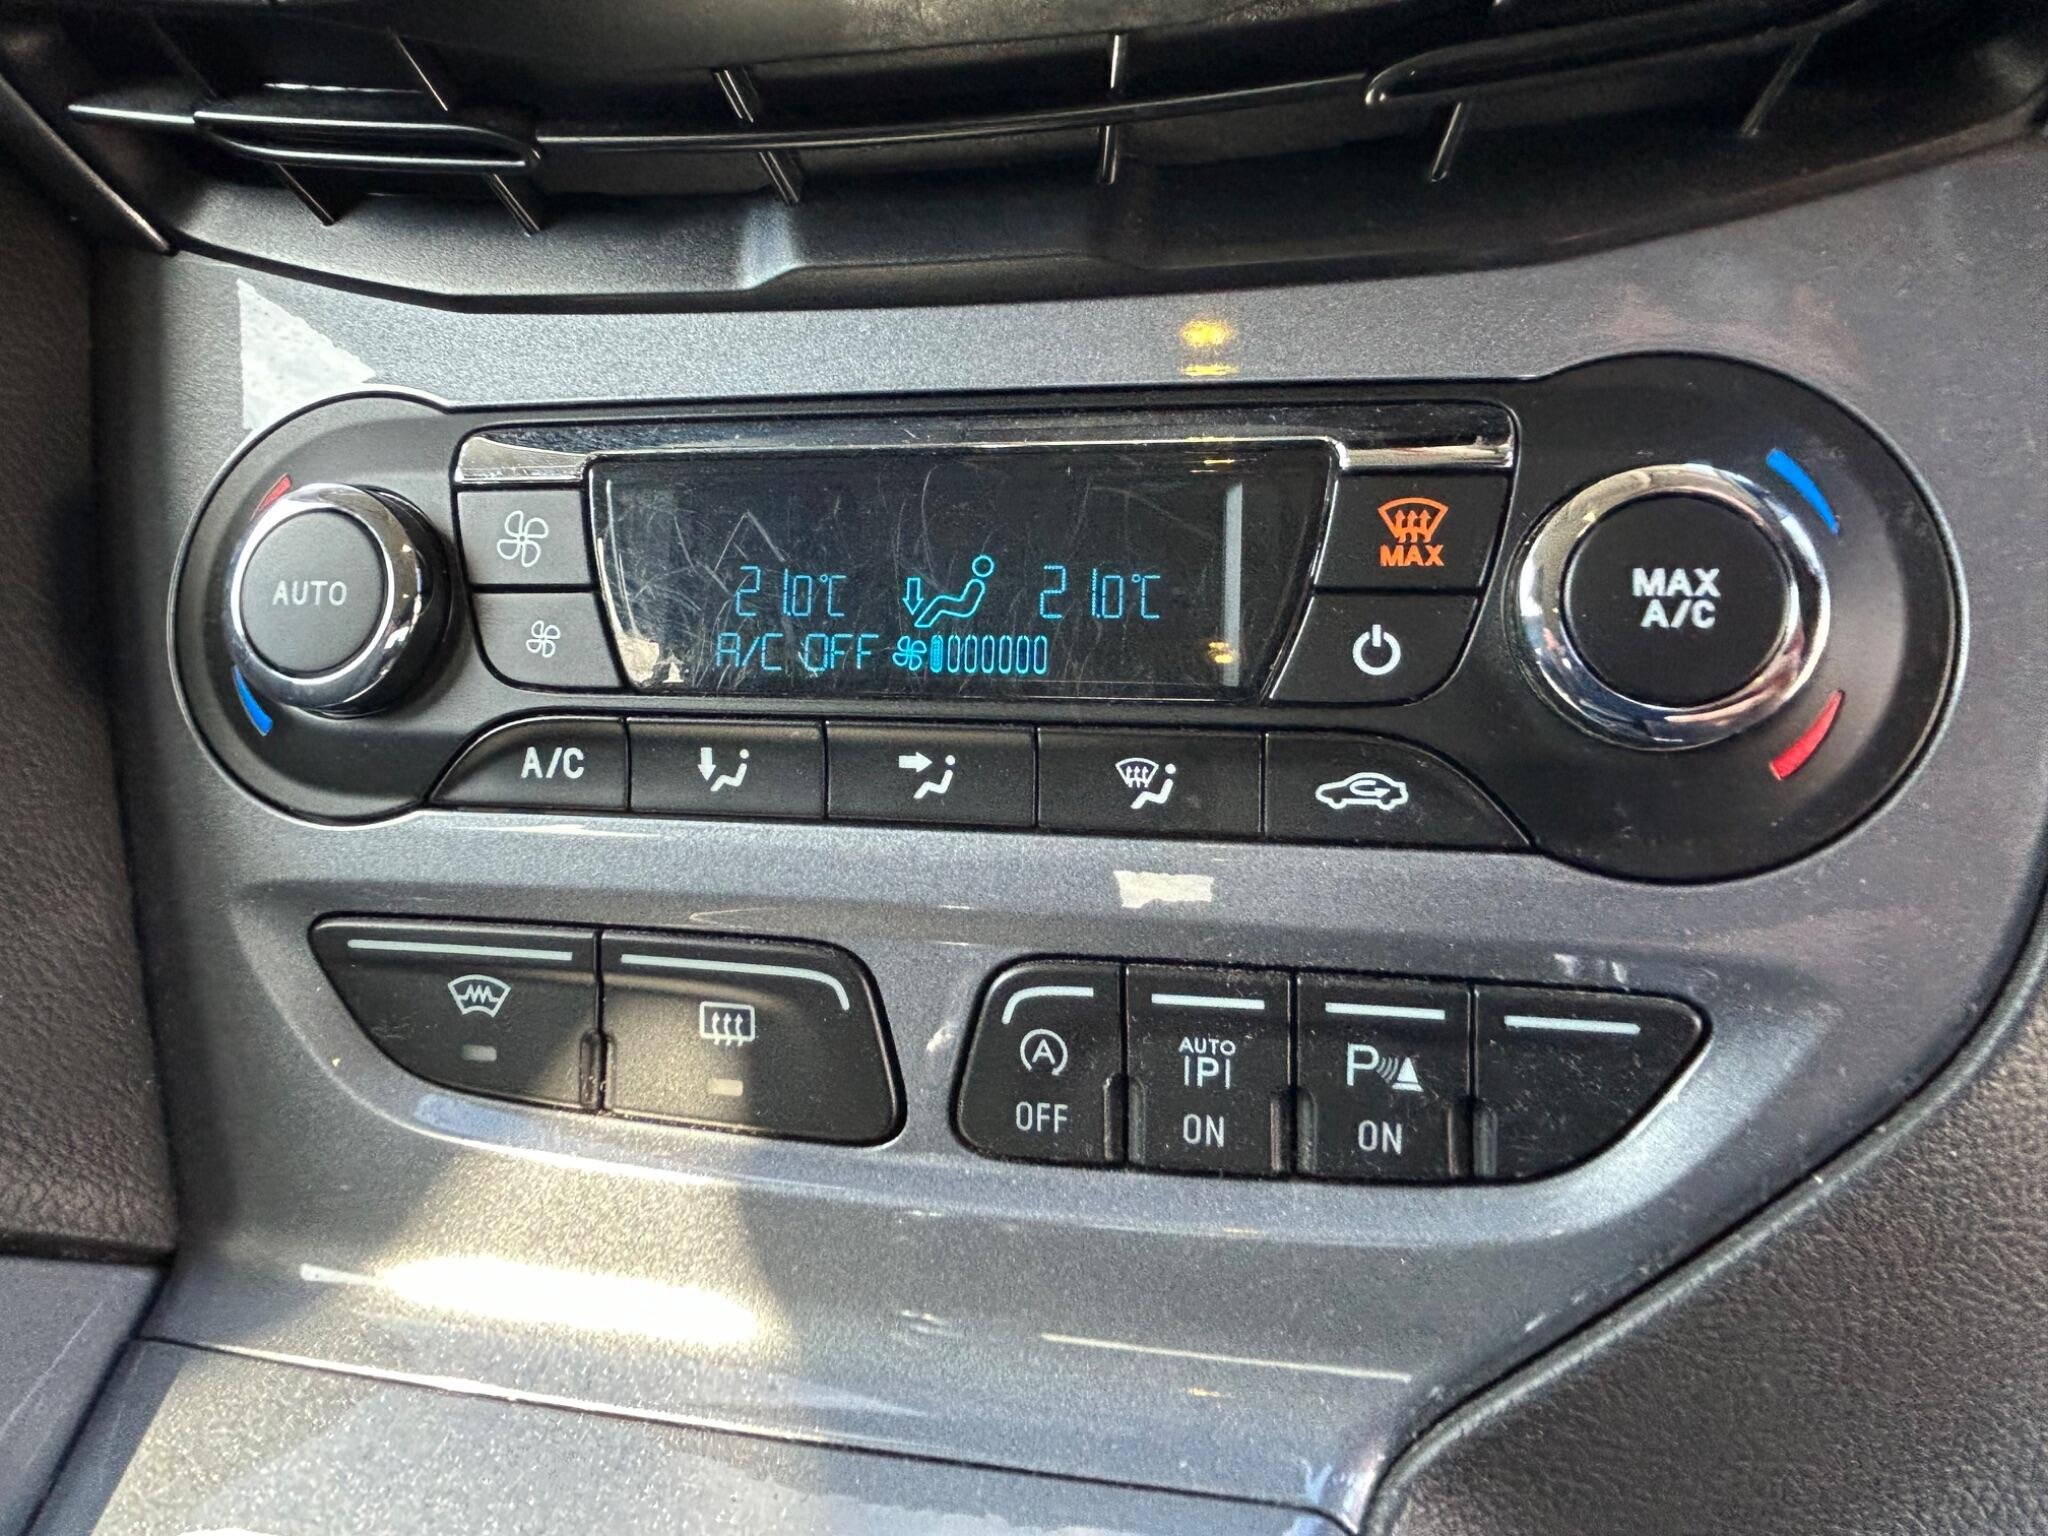 AUTO
21.0°C 21.0°C
A/C OFF
MAX
MAX
A/C
A/C
AUTO
P
P
OFF
ON
ON